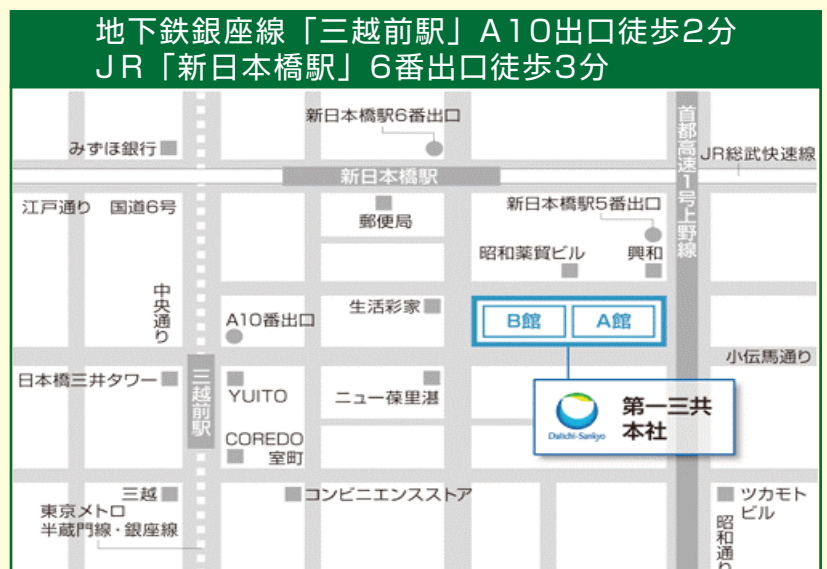 地下鉄銀座線「三越前駅」A10出口徒歩2分
JR「新日本橋駅」6番出口徒歩3分
新日本橋駅6番出口
みずほ銀行
首都高速1号上野線
JR総武快速線
新日本橋駅
江戸通り 国道6号
郵便局
新日本橋駅5番出口
昭和薬貿ビル
興和
中央通り
A10番出口
生活彩家
B館
A館
小伝馬通り
日本橋三井タワー
三越前駅
YUITO
ニュー葆里湛
Daiichi-Sankyo
第一三共
本社
COREDO
室町
三越
コンビニエンスストア
ツカモト
ビル
東京メトロ
半蔵門線・銀座線
昭和通り